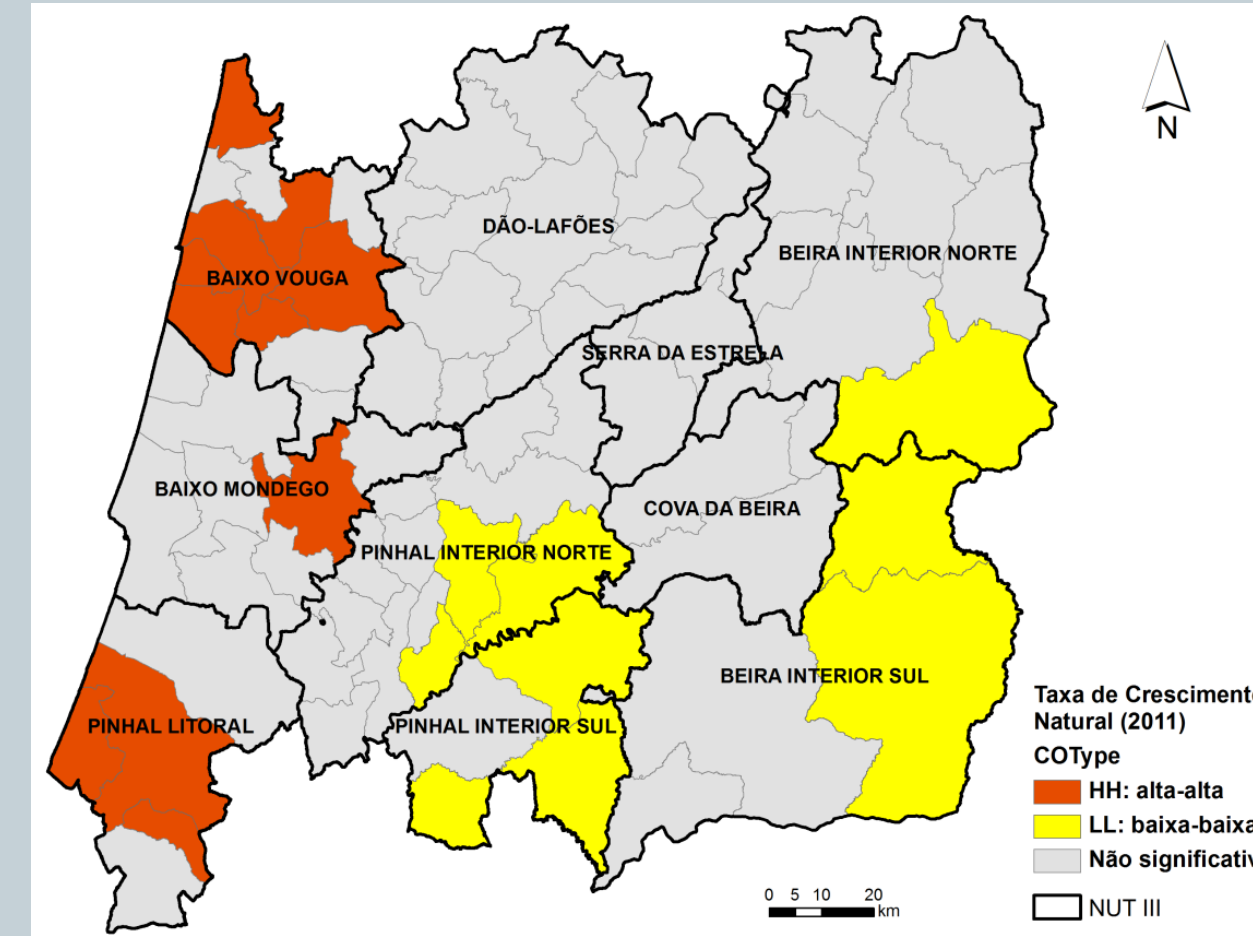 N
DÃO-LAFÕES
BEIRA INTERIOR NORTE
BAIXO VOUGA
SERRA DA ESTRELA
BAIXO MONDEGO
COVA DA BEIRA
PINHAL INTERIOR NORTE
BEIRA INTERIOR SUL
PINHAL LITORAL
PINHAL INTERIOR SUL
Taxa de Crescimento
Natural (2011)
COType
HH: alta-alta
LL: baixa-baixa
Não significativ
NUT III
0 5 10 20
km